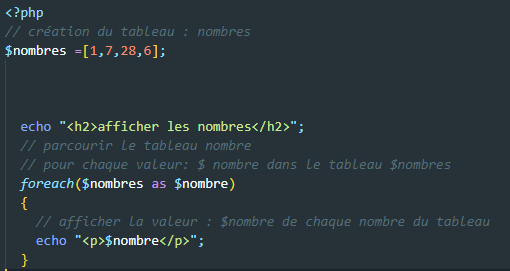 <?php
// création du tableau : nombres
$nombres =[1,7,28,6];
echo "<h2>afficher les nombres</h2>";
// parcourir le tableau nombre
// pour chaque valeur: $ nombre dans le tableau $nombres
foreach($nombres as $nombre)
{
// afficher la valeur : $nombre de chaque nombre du tableau
echo "<p>$nombre</p>";
}